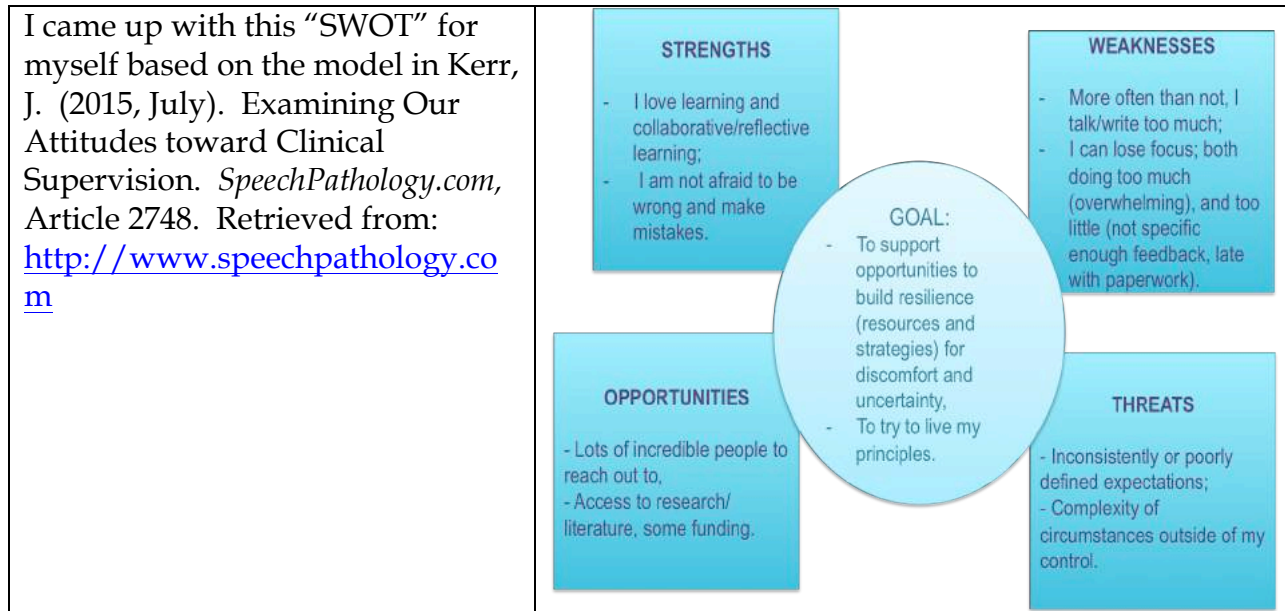 I came up with this “SWOT” for
myself based on the model in Kerr,
J. (2015, July). Examining Our
Attitudes toward Clinical
Supervision. SpeechPathology.com,
Article 2748. Retrieved from:
http://www.speechpathology.co
m
STRENGTHS
- I love learning and
collaborative/reflective
learning;
- I am not afraid to be
wrong and make
mistakes.
WEAKNESSES
- More often than not, I
talk/write too much;
- I can lose focus; both
doing too much
(overwhelming), and too
little (not specific
enough feedback, late
with paperwork).
GOAL:
- To support
opportunities to
build resilience
(resources and
strategies) for
discomfort and
uncertainty,
- To try to live my
principles.
OPPORTUNITIES
- Lots of incredible people to
reach out to,
- Access to research/
literature, some funding.
THREATS
- Inconsistently or poorly
defined expectations;
- Complexity of
circumstances outside of my
control.